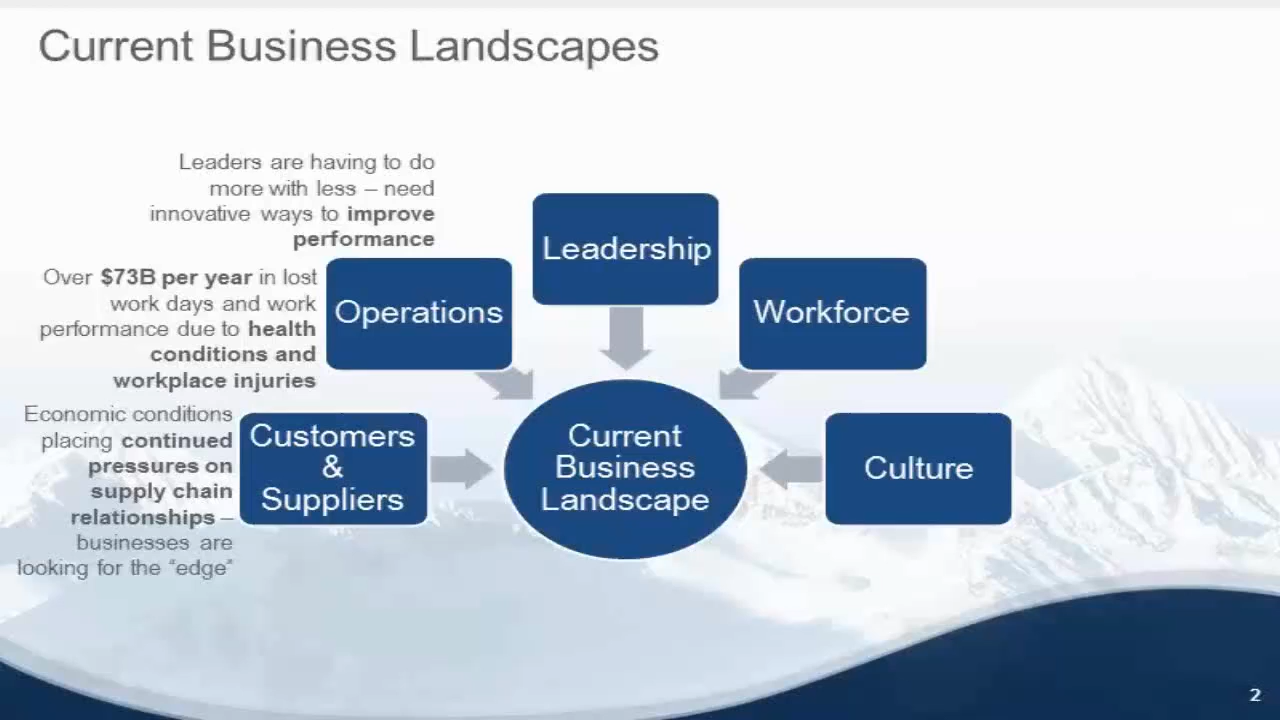 Current Business Landscapes
Leaders are having to do
more with less – need
innovative ways to improve
performance
Leadership
Over $73B per year in lost
work days and work
performance due to health
conditions and
workplace injuries
Operations
Workforce
Economic conditions
placing continued
pressures on
supply chain
relationships –
businesses are
looking for the “edge”
Customers
&
Suppliers
Current
Business
Landscape
Culture
2